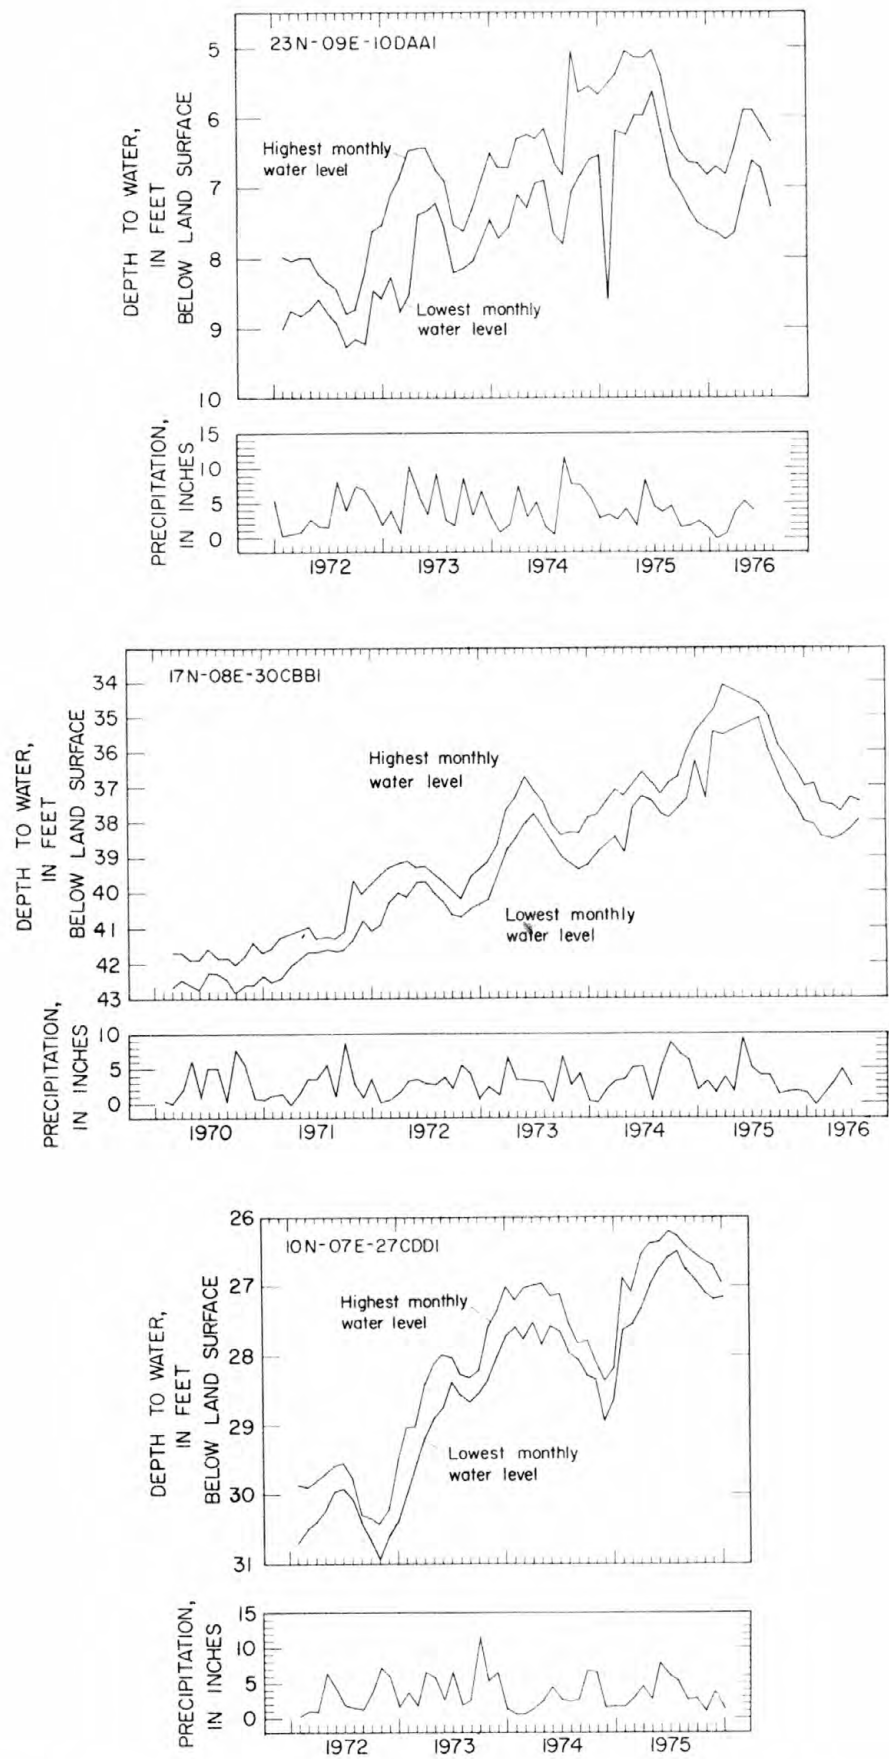 23N-09E-10DAA1
DEPTH TO WATER,
IN FEET
BELOW LAND SURFACE
5
6
7
8
9
10
Highest monthly
water level
Lowest monthly
water level
PRECIPITATION,
IN INCHES
15
10
5
0
1972 1973 1974 1975 1976
17N-08E-30CBB1
DEPTH TO WATER,
IN FEET
BELOW LAND SURFACE
34
35
36
37
38
39
40
41
42
43
Highest monthly
water level
Lowest monthly
water level
PRECIPITATION,
IN INCHES
10
5
0
1970 1971 1972 1973 1974 1975 1976
10N-07E-27CDD1
DEPTH TO WATER,
IN FEET
BELOW LAND SURFACE
26
27
28
29
30
31
Highest monthly
water level
Lowest monthly
water level
PRECIPITATION,
IN INCHES
15
10
5
0
1972 1973 1974 1975